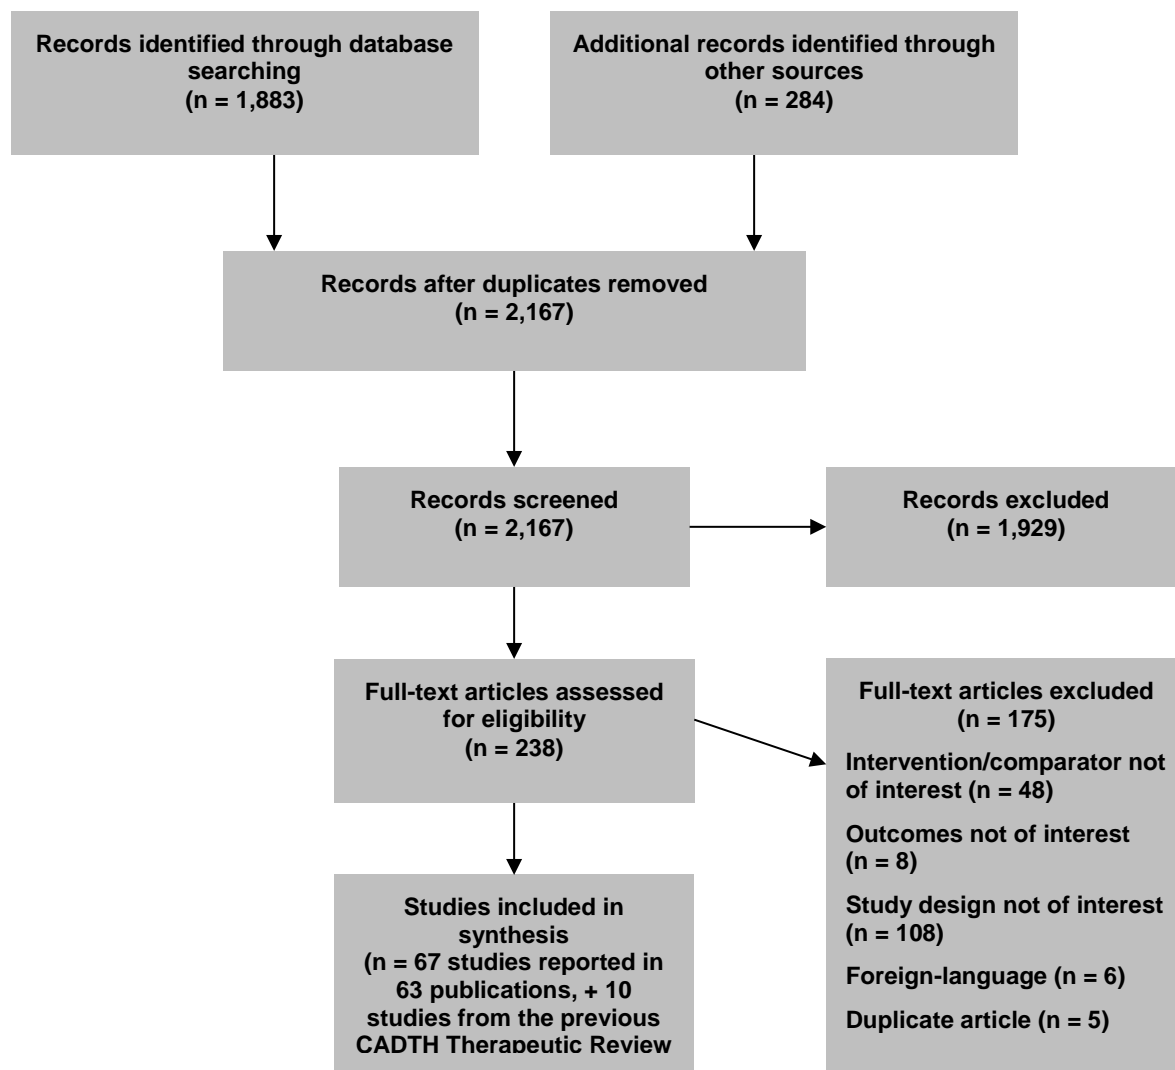 Records identified through database
searching
(n = 1,883)
Additional records identified through
other sources
(n = 284)
Records after duplicates removed
(n = 2,167)
Records screened
(n = 2,167)
Records excluded
(n = 1,929)
Full-text articles assessed
for eligibility
(n = 238)
Full-text articles excluded
(n = 175)
Intervention/comparator not
of interest (n = 48)
Outcomes not of interest
(n = 8)
Study design not of interest
(n = 108)
Foreign-language (n = 6)
Duplicate article (n = 5)
Studies included in
synthesis
(n = 67 studies reported in
63 publications, + 10
studies from the previous
CADTH Therapeutic Review